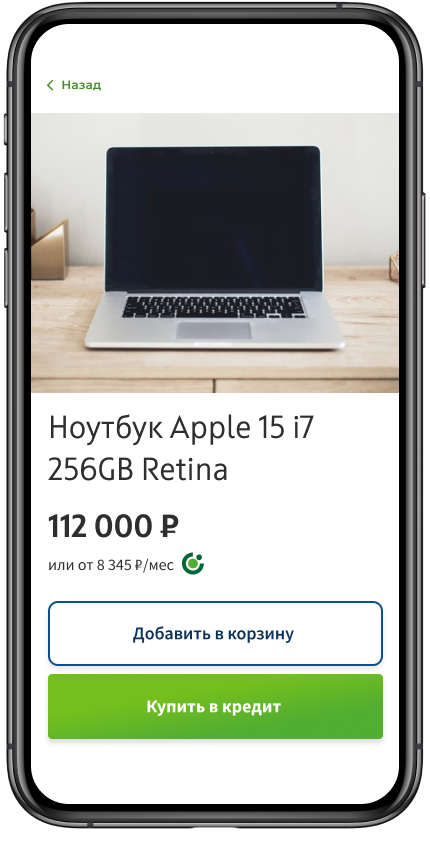 Назад
Ноутбук Apple 15 i7
256GB Retina
112 000 ₽
или от 8 345 ₽/мес
Добавить в корзину
Купить в кредит